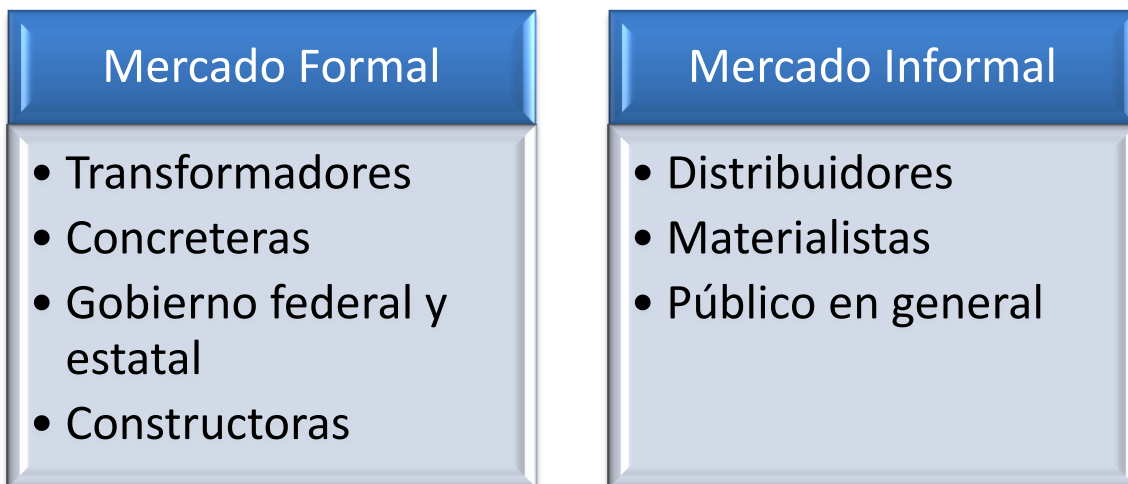 Mercado Formal
• Transformadores
• Concreteras
• Gobierno federal y
estatal
• Constructoras
Mercado Informal
• Distribuidores
• Materialistas
• Público en general